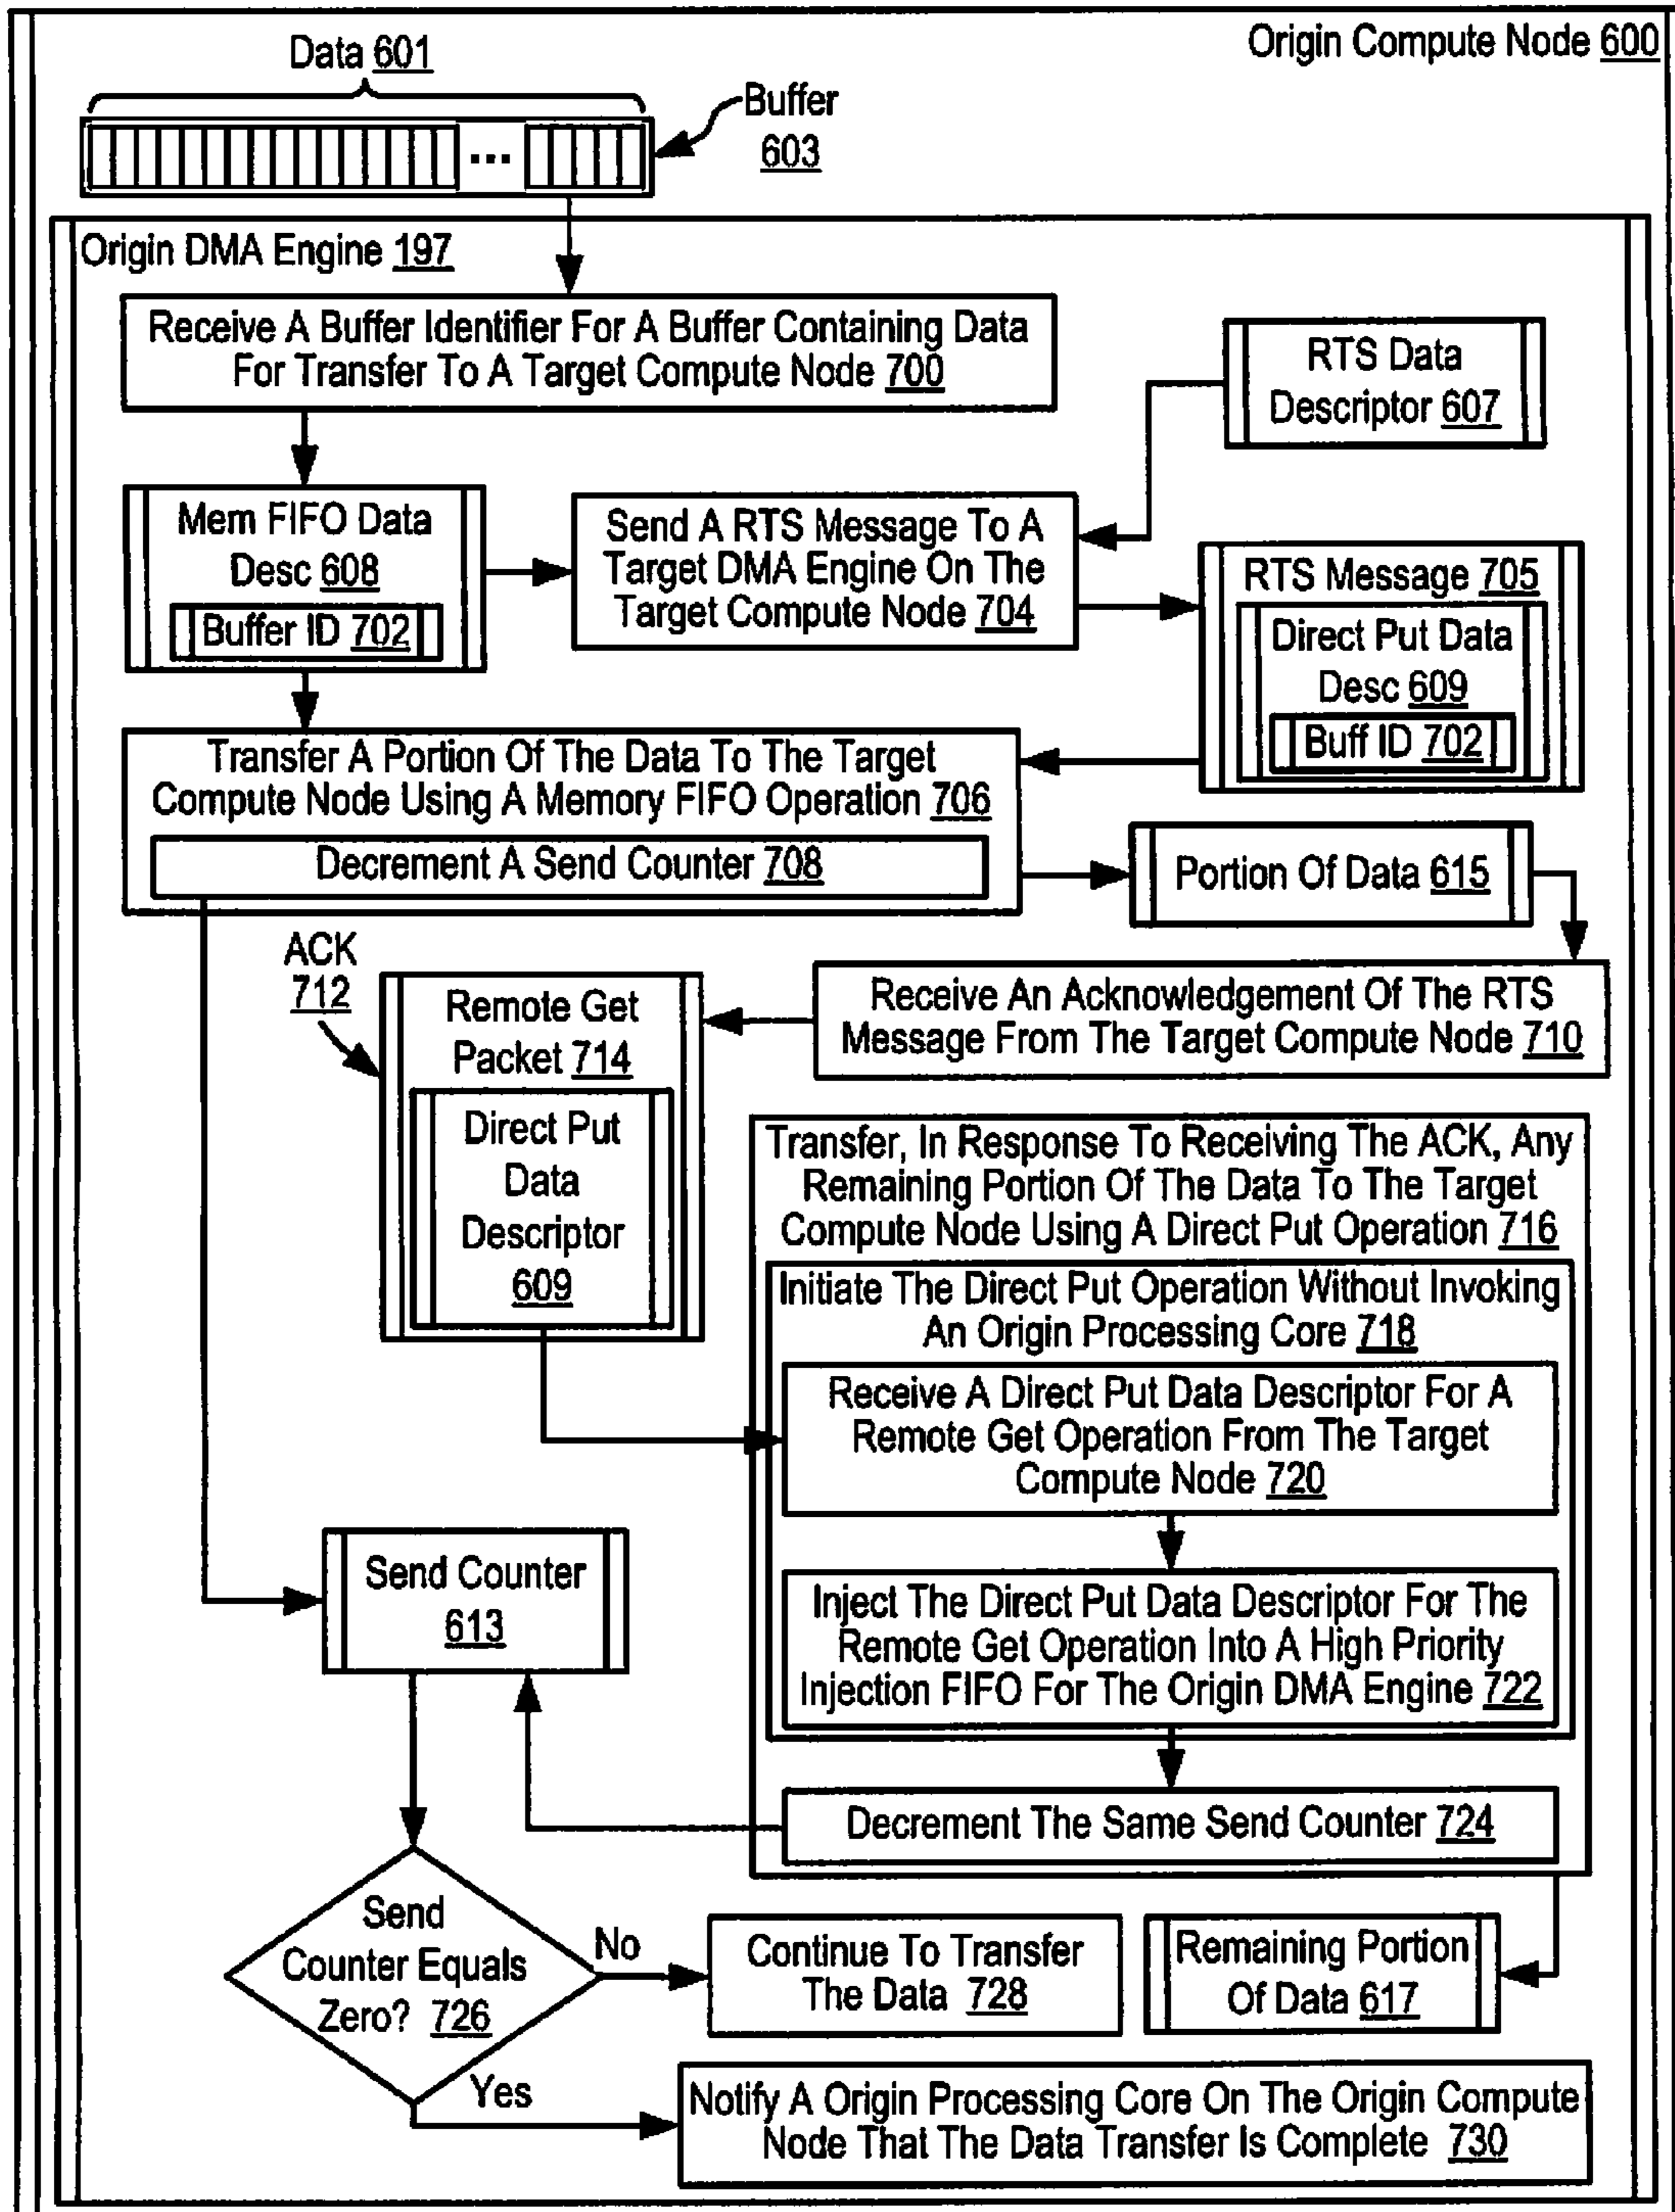 Origin Compute Node 600
Data 601
Buffer
603
...
Origin DMA Engine 197
Receive A Buffer Identifier For A Buffer Containing Data
For Transfer To A Target Compute Node 700
RTS Data
Descriptor 607
Mem FIFO Data
Desc 608
Buffer ID 702
Send A RTS Message To A
Target DMA Engine On The
Target Compute Node 704
RTS Message 705
Direct Put Data
Desc 609
Buff ID 702
Transfer A Portion Of The Data To The Target
Compute Node Using A Memory FIFO Operation 706
Decrement A Send Counter 708
Portion Of Data 615
ACK
712
Remote Get
Packet 714
Direct Put
Data
Descriptor
609
Receive An Acknowledgement Of The RTS
Message From The Target Compute Node 710
Transfer, In Response To Receiving The ACK, Any
Remaining Portion Of The Data To The Target
Compute Node Using A Direct Put Operation 716
Initiate The Direct Put Operation Without Invoking
An Origin Processing Core 718
Receive A Direct Put Data Descriptor For A
Remote Get Operation From The Target
Compute Node 720
Send Counter
613
Inject The Direct Put Data Descriptor For The
Remote Get Operation Into A High Priority
Injection FIFO For The Origin DMA Engine 722
Decrement The Same Send Counter 724
Send
Counter Equals
Zero? 726
No
Continue To Transfer
The Data 728
Remaining Portion
Of Data 617
Yes
Notify A Origin Processing Core On The Origin Compute
Node That The Data Transfer Is Complete 730